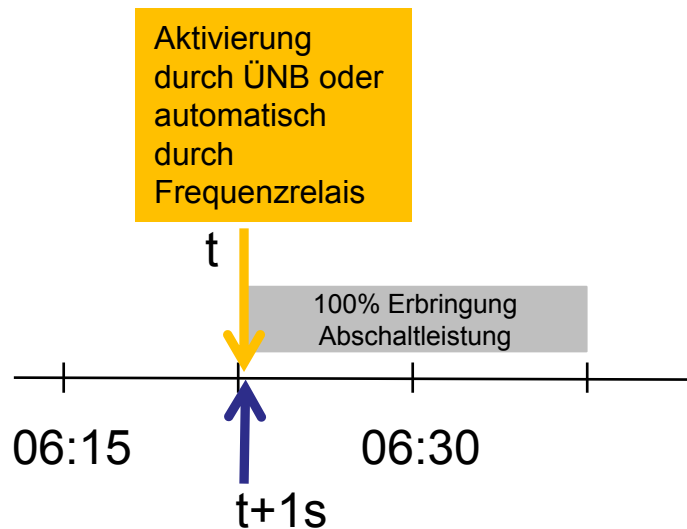 Aktivierung
durch ÜNB oder
automatisch
durch
Frequenzrelais
t
100% Erbringung
Abschaltleistung
06:15
06:30
t+1s